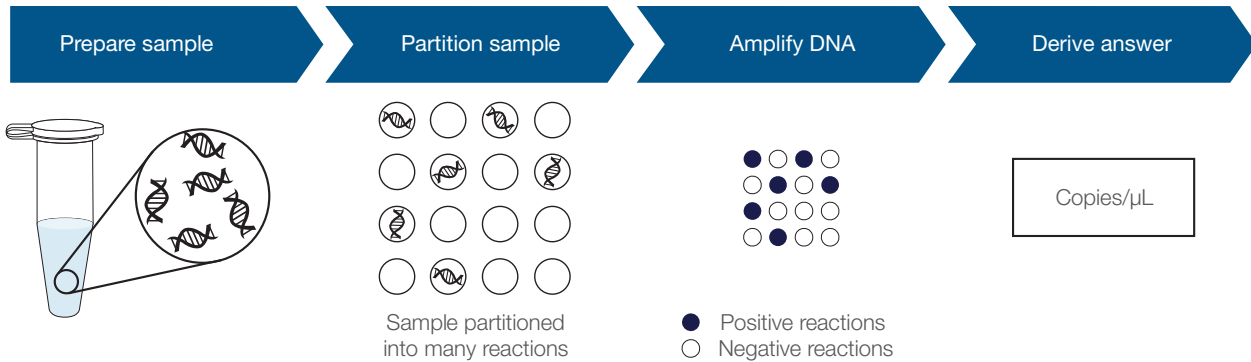 Prepare sample
Partition sample
Amplify DNA
Derive answer
Copies/µL
Sample partitioned
into many reactions
Positive reactions
Negative reactions